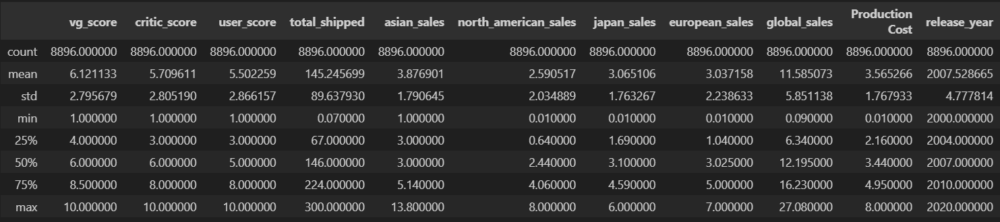 vg_score critic_score user_score total_shipped asian_sales north_american_sales japan_sales european_sales global_sales Production Cost release_year
count 8896.000000 8896.000000 8896.000000 8896.000000 8896.000000 8896.000000 8896.000000 8896.000000 8896.000000 8896.000000 8896.000000
mean 6.121133 5.709611 5.502259 145.245699 3.876901 2.590517 3.065106 3.037158 11.585073 3.565266 2007.528665
std 2.795679 2.805190 2.866157 89.637930 1.790645 2.034889 1.763267 2.238633 5.851138 1.767933 4.777814
min 1.000000 1.000000 1.000000 0.070000 1.000000 0.010000 0.010000 0.010000 0.090000 0.010000 2000.000000
25% 4.000000 3.000000 3.000000 67.000000 3.000000 0.640000 1.690000 1.040000 6.340000 2.160000 2004.000000
50% 6.000000 6.000000 5.000000 146.000000 3.000000 2.440000 3.100000 3.025000 12.195000 3.440000 2007.000000
75% 8.500000 8.000000 8.000000 224.000000 5.140000 4.060000 4.590000 5.000000 16.230000 4.950000 2010.000000
max 10.000000 10.000000 10.000000 300.000000 13.800000 8.000000 6.000000 7.000000 27.080000 8.000000 2020.000000